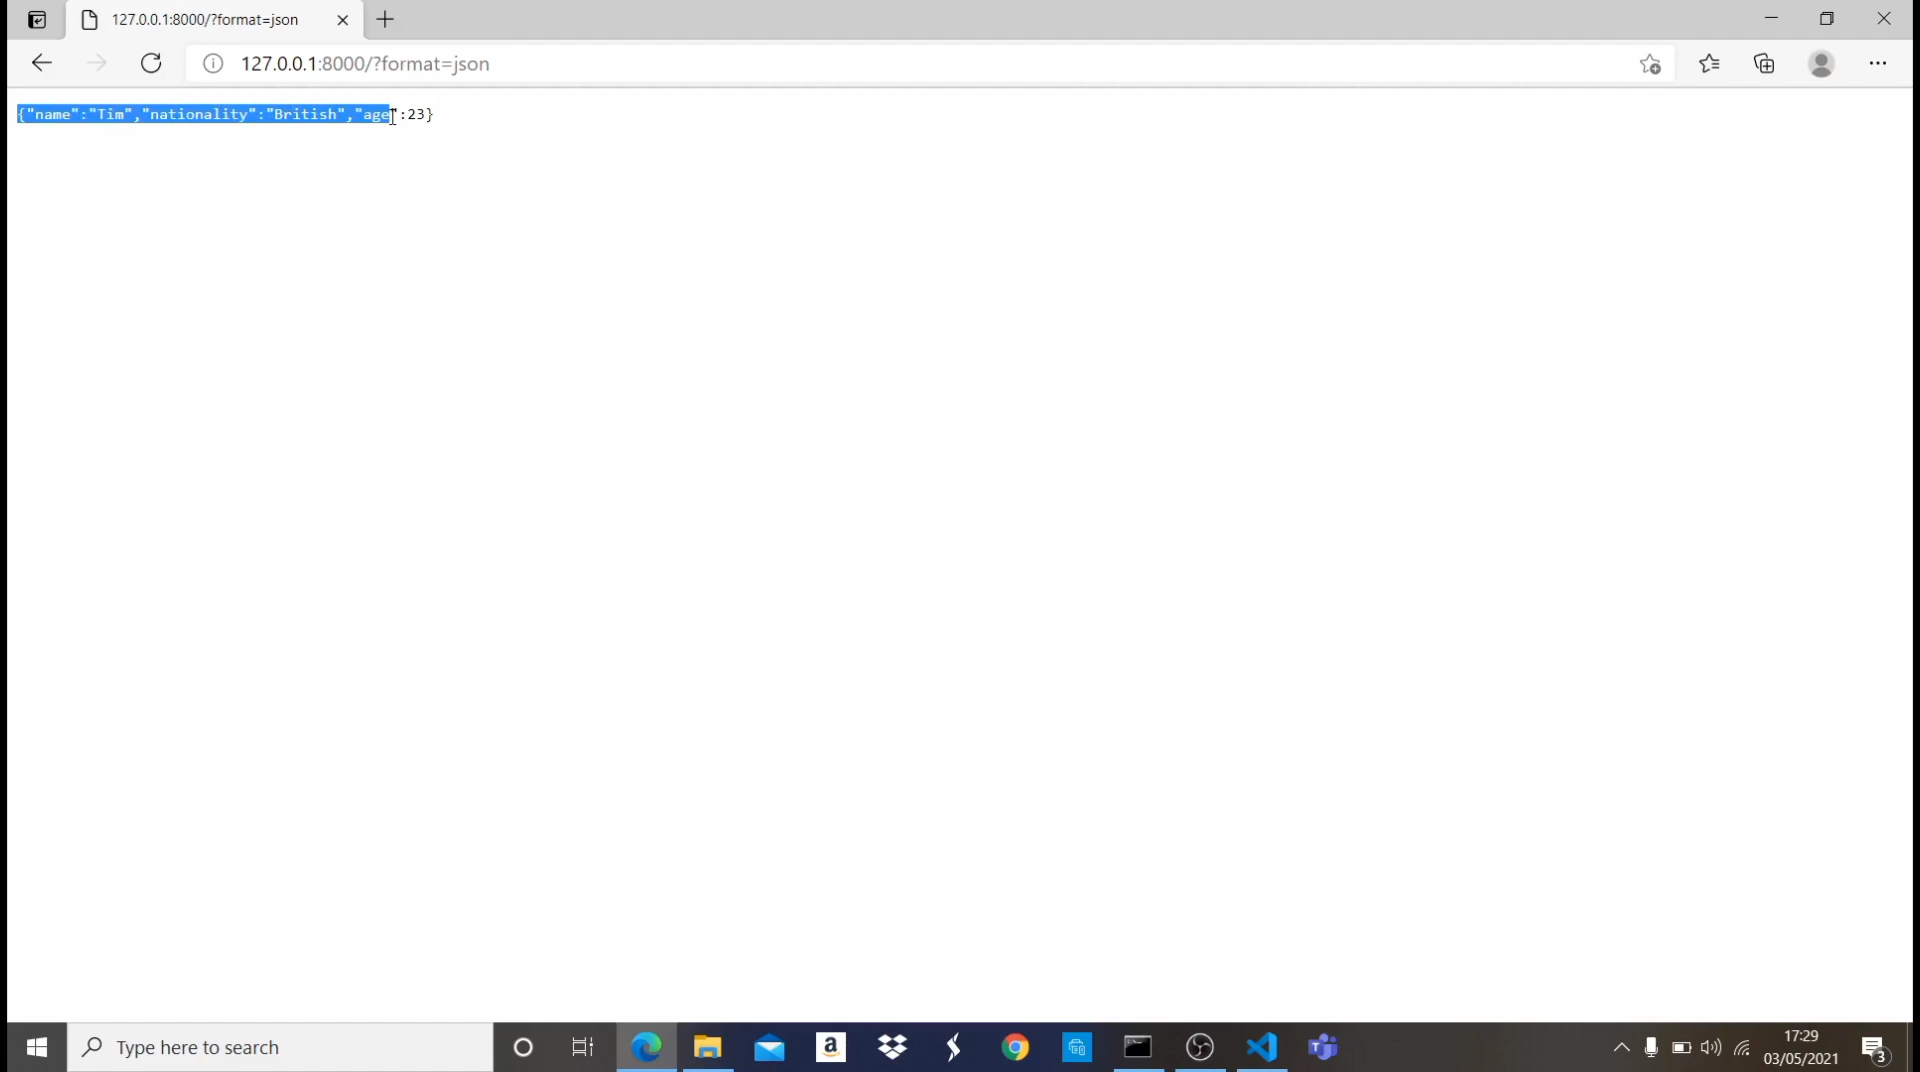 127.0.0.1:8000/?format=json
127.0.0.1:8000/?format=json
{"name":"Tim","nationality":"British","age":23}
Type here to search
17:29
03/05/2021
3